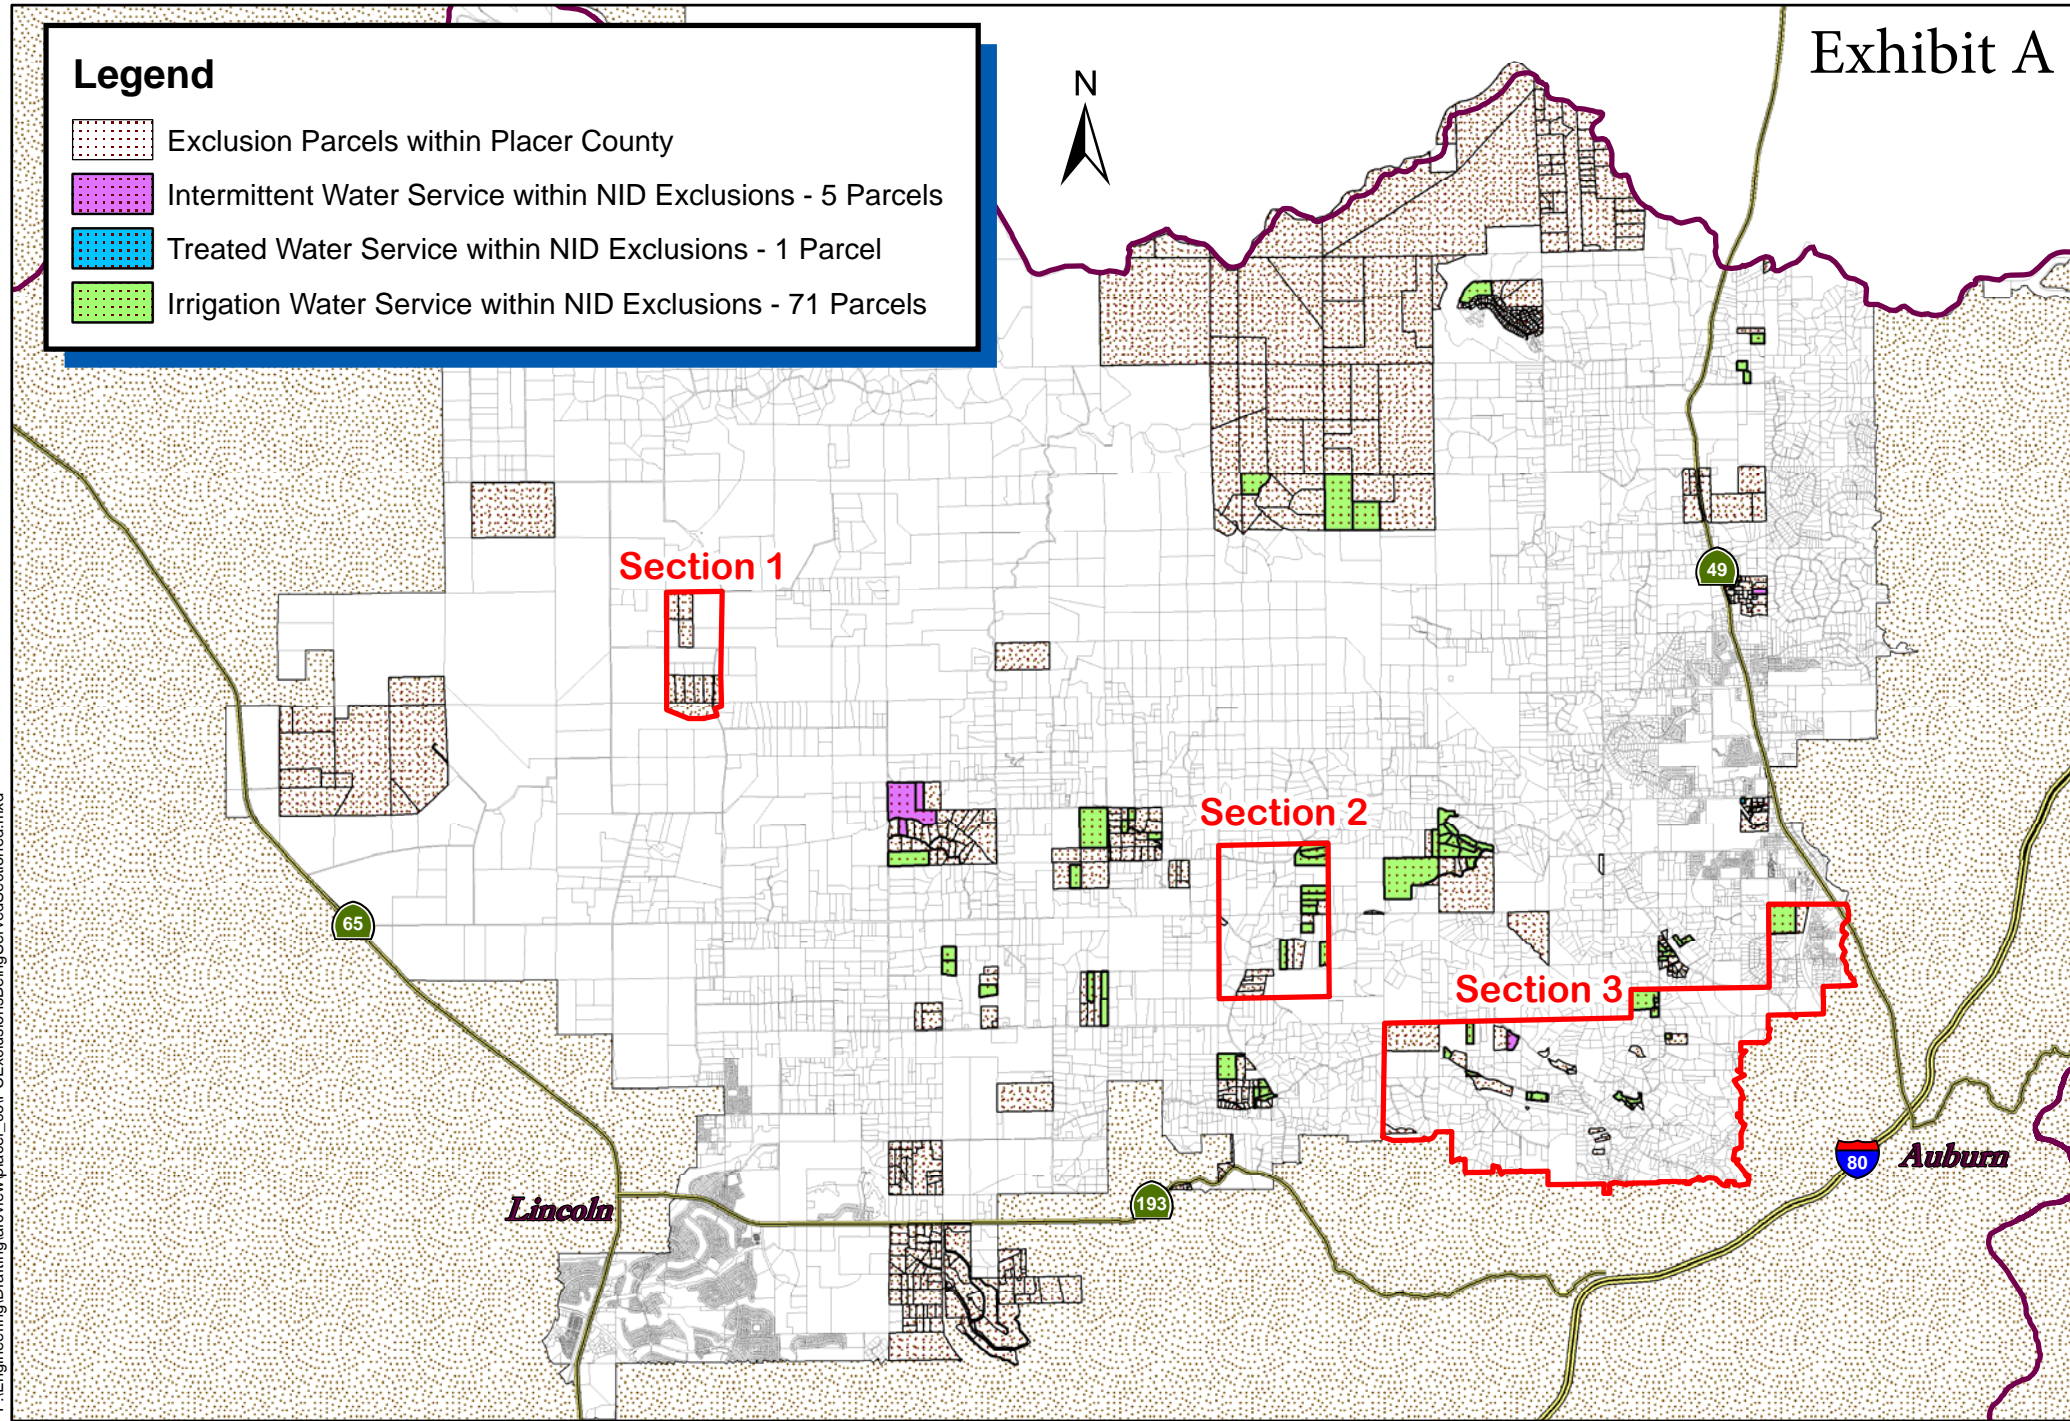 Exhibit A
Legend
Exclusion Parcels within Placer County
Intermittent Water Service within NID Exclusions - 5 Parcels
Treated Water Service within NID Exclusions - 1 Parcel
Irrigation Water Service within NID Exclusions - 71 Parcels
N
Section 1
49
Section 2
65
Section 3
Lincoln
193
80
Auburn